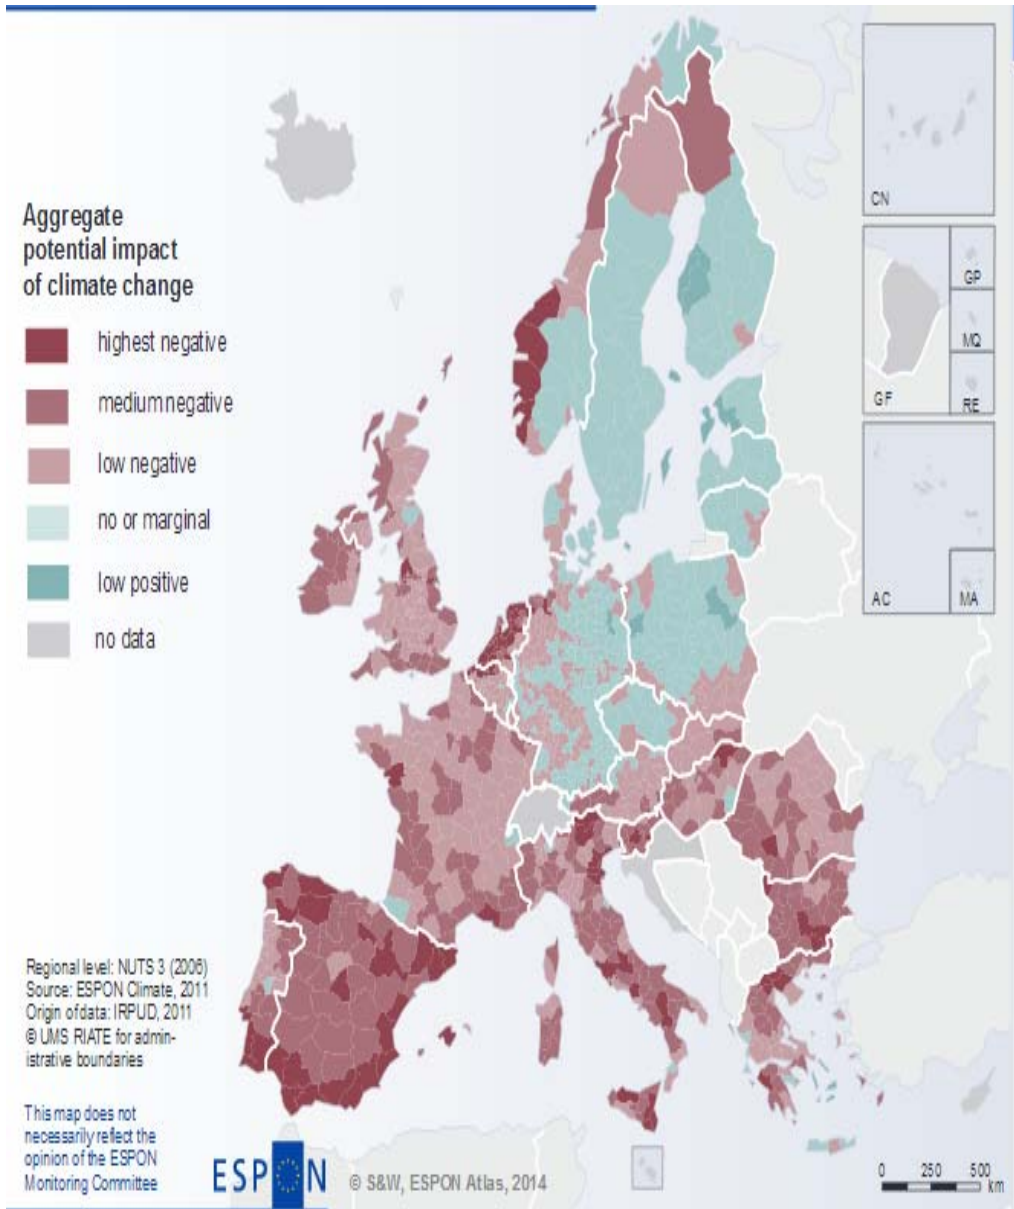 Aggregate
potential impact
of climate change
highest negative
medium negative
low negative
no or marginal
low positive
no data
CN
GP
MQ
GF
RE
AC
MA
Regional level: NUTS 3 (2006)
Source: ESPON Climate, 2011
Origin of data: IRPUD, 2011
© UMS RIATE for admin-
istrative boundaries
This map does not
necessarily reflect the
opinion of the ESPON
Monitoring Committee
ESPON
© S&W, ESPON Atlas, 2014
0 250 500
km